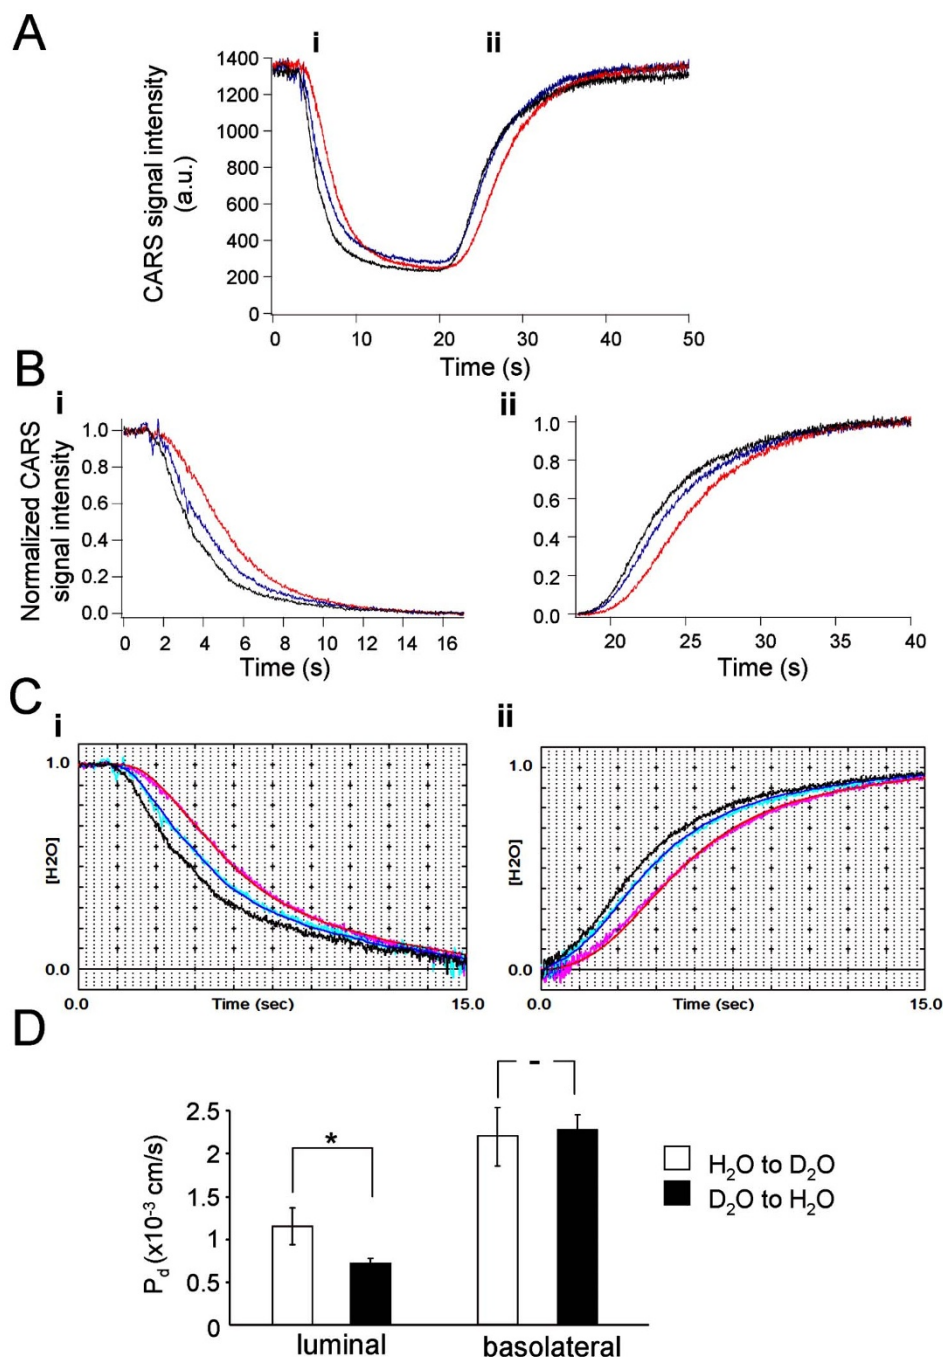 A
i
ii
1400
1200
1000
800
600
400
200
0
CARS signal intensity
(a.u.)
0
10
20
30
40
50
Time (s)
B
i
ii
1.0
0.8
0.6
0.4
0.2
0.0
Normalized CARS
signal intensity
0 2 4 6 8 10 12 14 16
Time (s)
1.0
0.8
0.6
0.4
0.2
0.0
20 25 30 35 40
Time (s)
C
i
ii
1.0
[H2O]
0.0
0.0 Time (sec) 15.0
1.0
[H2O]
0.0
0.0 Time (sec) 15.0
D
2.5
2
1.5
1
0.5
0
P_d (x10⁻³ cm/s)
*
-
H₂O to D₂O
D₂O to H₂O
luminal
basolateral